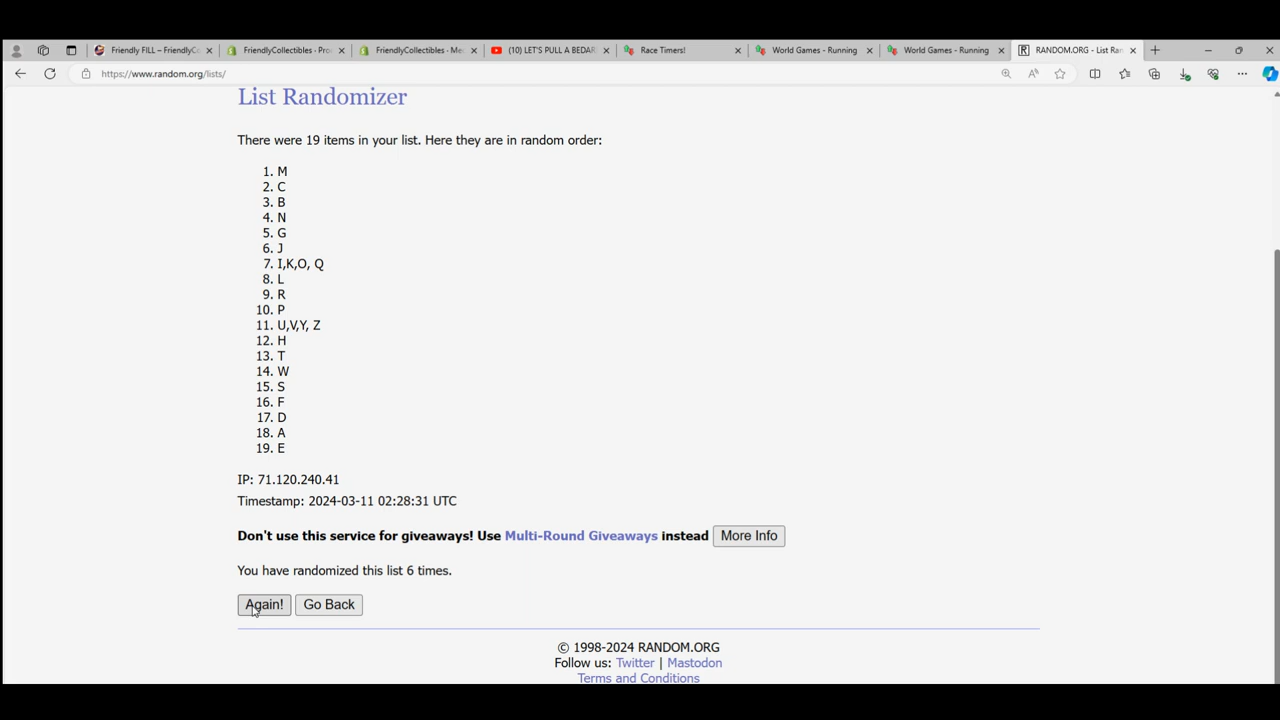 Friendly FILL – FriendlyCo
FriendlyCollectibles - Pro
FriendlyCollectibles - Me
(10) LET'S PULL A BEDAR
Race Timers!
World Games - Running
World Games - Running
RANDOM.ORG - List Ran
https://www.random.org/lists/
List Randomizer
There were 19 items in your list. Here they are in random order:
1. M
2. C
3. B
4. N
5. G
6. J
7. I,K,O, Q
8. L
9. R
10. P
11. U,V,Y, Z
12. H
13. T
14. W
15. S
16. F
17. D
18. A
19. E
IP: 71.120.240.41
Timestamp: 2024-03-11 02:28:31 UTC
Don't use this service for giveaways! Use Multi-Round Giveaways instead More Info
You have randomized this list 6 times.
Again! Go Back
© 1998-2024 RANDOM.ORG
Follow us: Twitter | Mastodon
Terms and Conditions